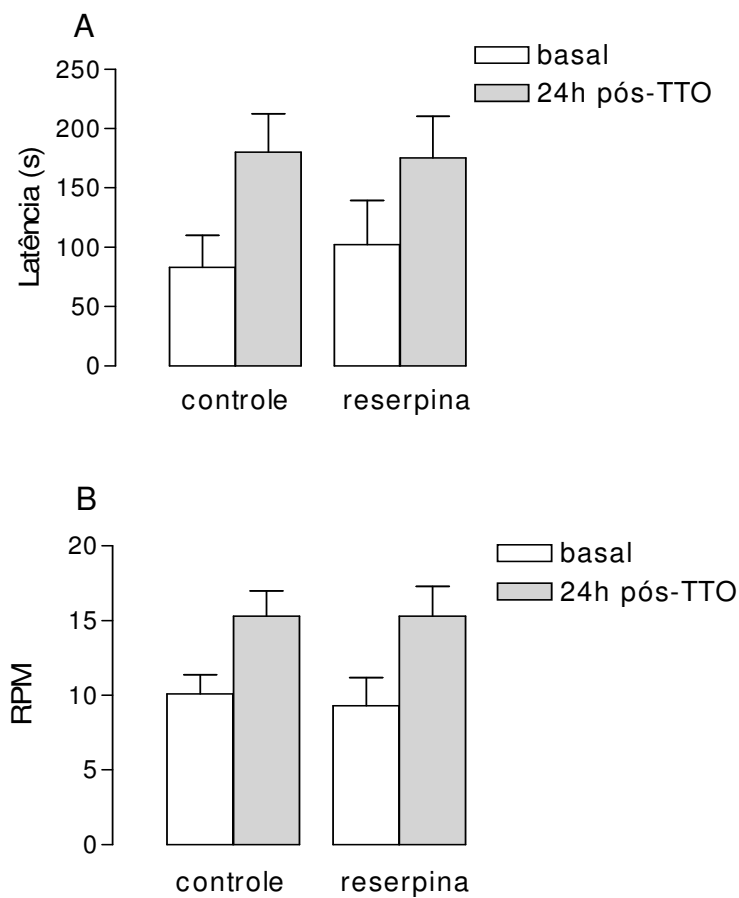 A
basal
24h pós-TTO
250
200
150
100
50
0
Latência (s)
controle reserpina
B
basal
24h pós-TTO
20
15
10
5
0
RPM
controle reserpina